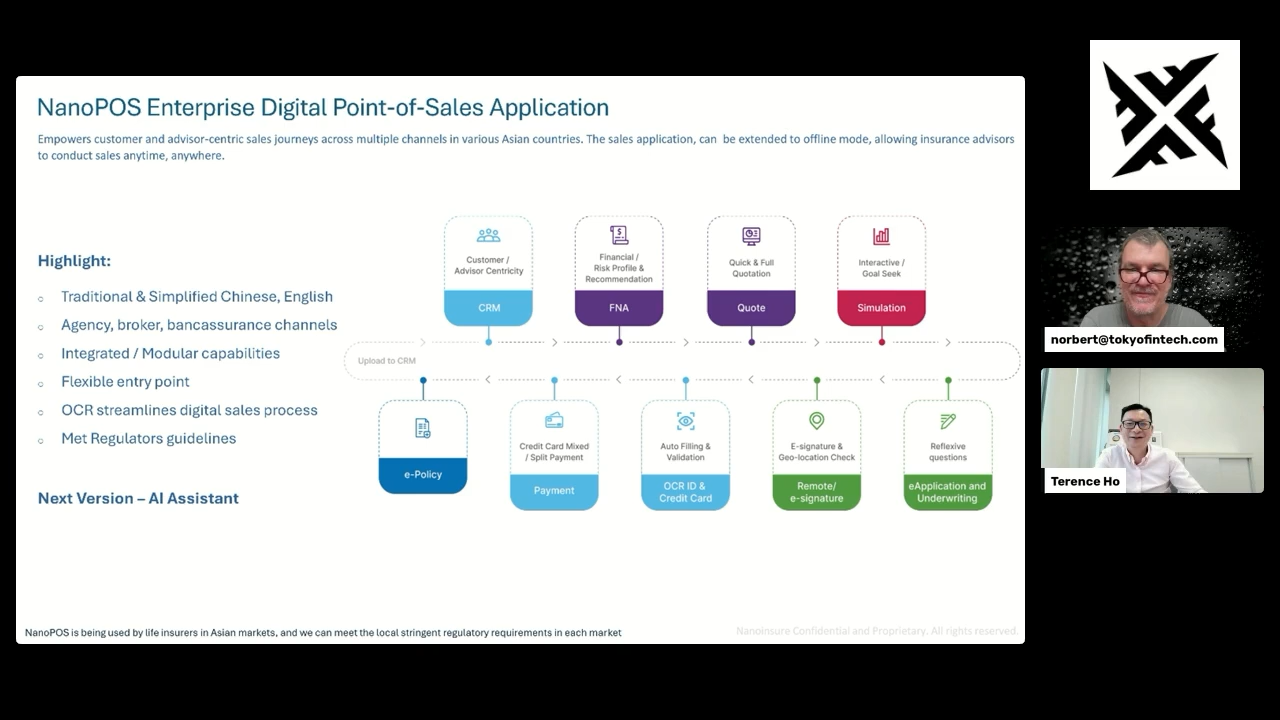 NanoPOS Enterprise Digital Point-of-Sales Application
Empowers customer and advisor-centric sales journeys across multiple channels in various Asian countries. The sales application, can be extended to offline mode, allowing insurance advisors
to conduct sales anytime, anywhere.
Highlight:
Traditional & Simplified Chinese, English
Agency, broker, bancassurance channels
Integrated / Modular capabilities
Flexible entry point
OCR streamlines digital sales process
Met Regulators guidelines
Next Version – AI Assistant
Customer /
Advisor Centricity
CRM
Financial /
Risk Profile &
Recommendation
FNA
Quick & Full
Quotation
Quote
Interactive /
Goal Seek
Simulation
Upload to CRM
e-Policy
Credit Card Mixed
/ Split Payment
Payment
Auto Filling &
Validation
OCR ID &
Credit Card
E-signature &
Geo-location Check
Remote/
e-signature
Reflexive
questions
eApplication and
Underwriting
NanoPOS is being used by life insurers in Asian markets, and we can meet the local stringent regulatory requirements in each market
Nanoinsure Confidential and Proprietary. All rights reserved.
norbert@tokyofintech.com
Terence Ho